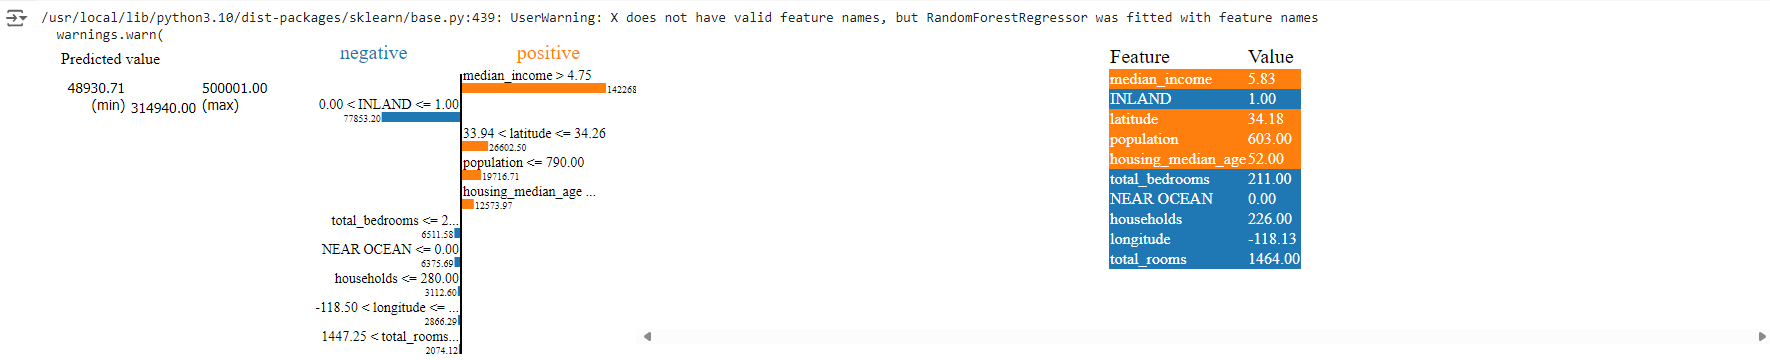 /usr/local/lib/python3.10/dist-packages/sklearn/base.py:439: UserWarning: X does not have valid feature names, but RandomForestRegressor was fitted with feature names
warnings.warn(
Predicted value
48930.71
(min)
314940.00
500001.00
(max)
negative
positive
median_income > 4.75
142268
0.00 < INLAND <= 1.00
77853.20
33.94 < latitude <= 34.26
26602.50
population <= 790.00
19716.71
housing_median_age ...
12573.97
total_bedrooms <= 2...
6511.58
NEAR OCEAN <= 0.00
6375.69
households <= 280.00
3112.60
-118.50 < longitude <= ...
2866.29
1447.25 < total_rooms...
2074.12
Feature Value
median_income 5.83
INLAND 1.00
latitude 34.18
population 603.00
housing_median_age 52.00
total_bedrooms 211.00
NEAR OCEAN 0.00
households 226.00
longitude -118.13
total_rooms 1464.00